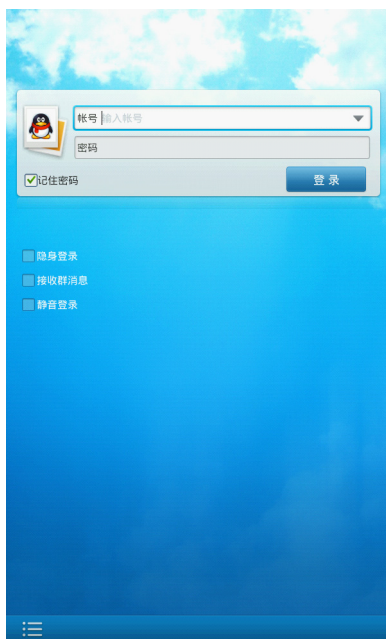 帐号 输入帐号
密码
记住密码
登 录
隐身登录
接收群消息
静音登录